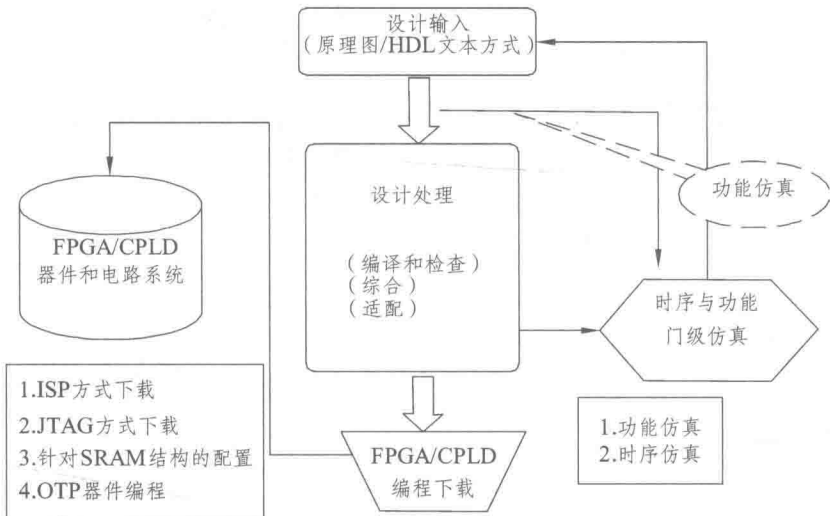 设计输入
(原理图/HDL文本方式)
设计处理
(编译和检查)
(综合)
(适配)
功能仿真
FPGA/CPLD
器件和电路系统
时序与功能
门级仿真
1.ISP方式下载
2.JTAG方式下载
3.针对SRAM结构的配置
4.OTP器件编程
FPGA/CPLD
编程下载
1.功能仿真
2.时序仿真